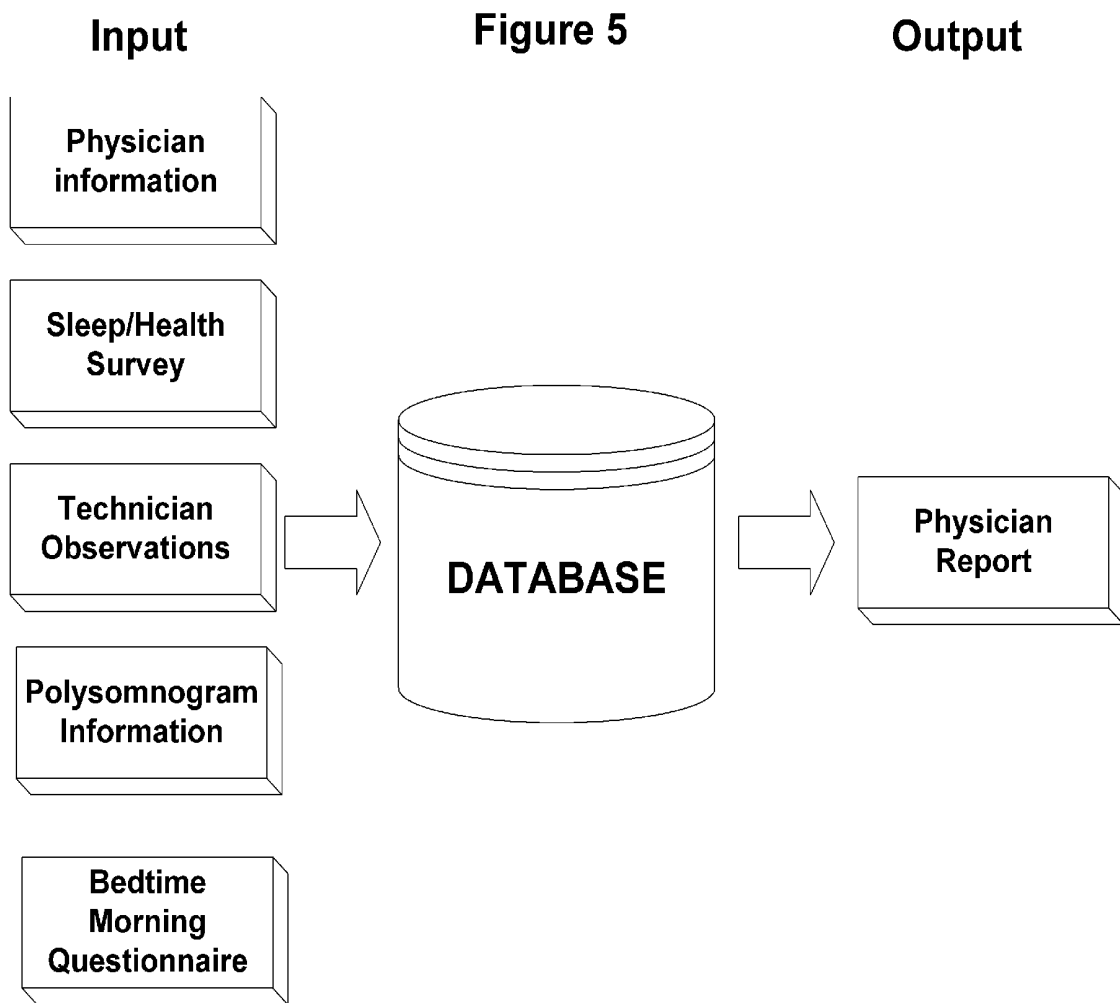 Input
Figure 5
Output
Physician
information
Sleep/Health
Survey
Technician
Observations
Polysomnogram
Information
Bedtime
Morning
Questionnaire
DATABASE
Physician
Report